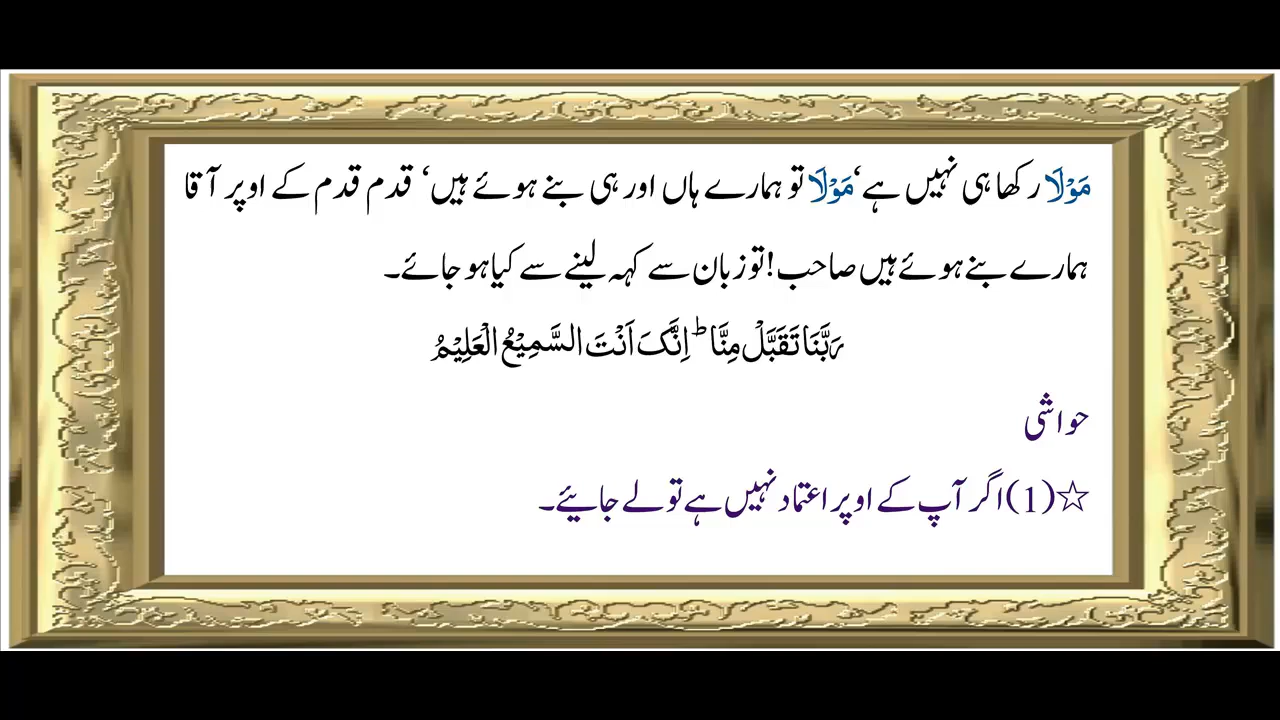 مَوْلَا رکھا ہی نہیں ہے‘ مَوْلَا تو ہمارے ہاں اور ہی بنے ہوئے ہیں‘ قدم قدم کے اوپر آقا
ہمارے بنے ہوئے ہیں صاحب! تو زبان سے کہہ لینے سے کیا ہو جائے۔
رَبَّنَا تَقَبَّلْ مِنَّا ؕ اِنَّکَ اَنْتَ السَّمِیْعُ الْعَلِیْمُ
حواشی
☆(1) اگر آپ کے اوپر اعتماد نہیں ہے تو لے جایئے۔